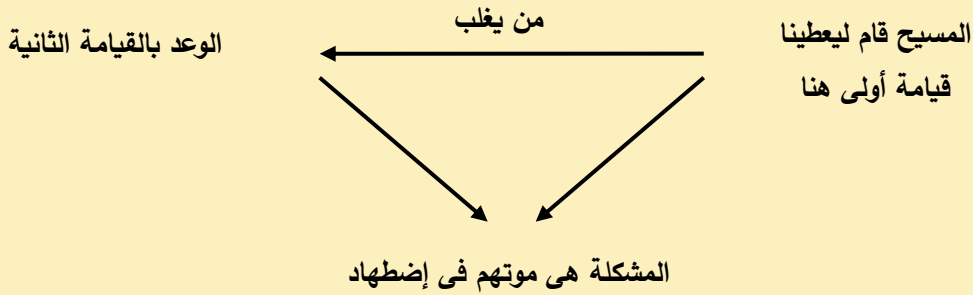 المسيح قام ليعطينا
قيامة أولى هنا
من يغلب
الوعد بالقيامة الثانية
المشكلة هى موتهم فى إضطهاد